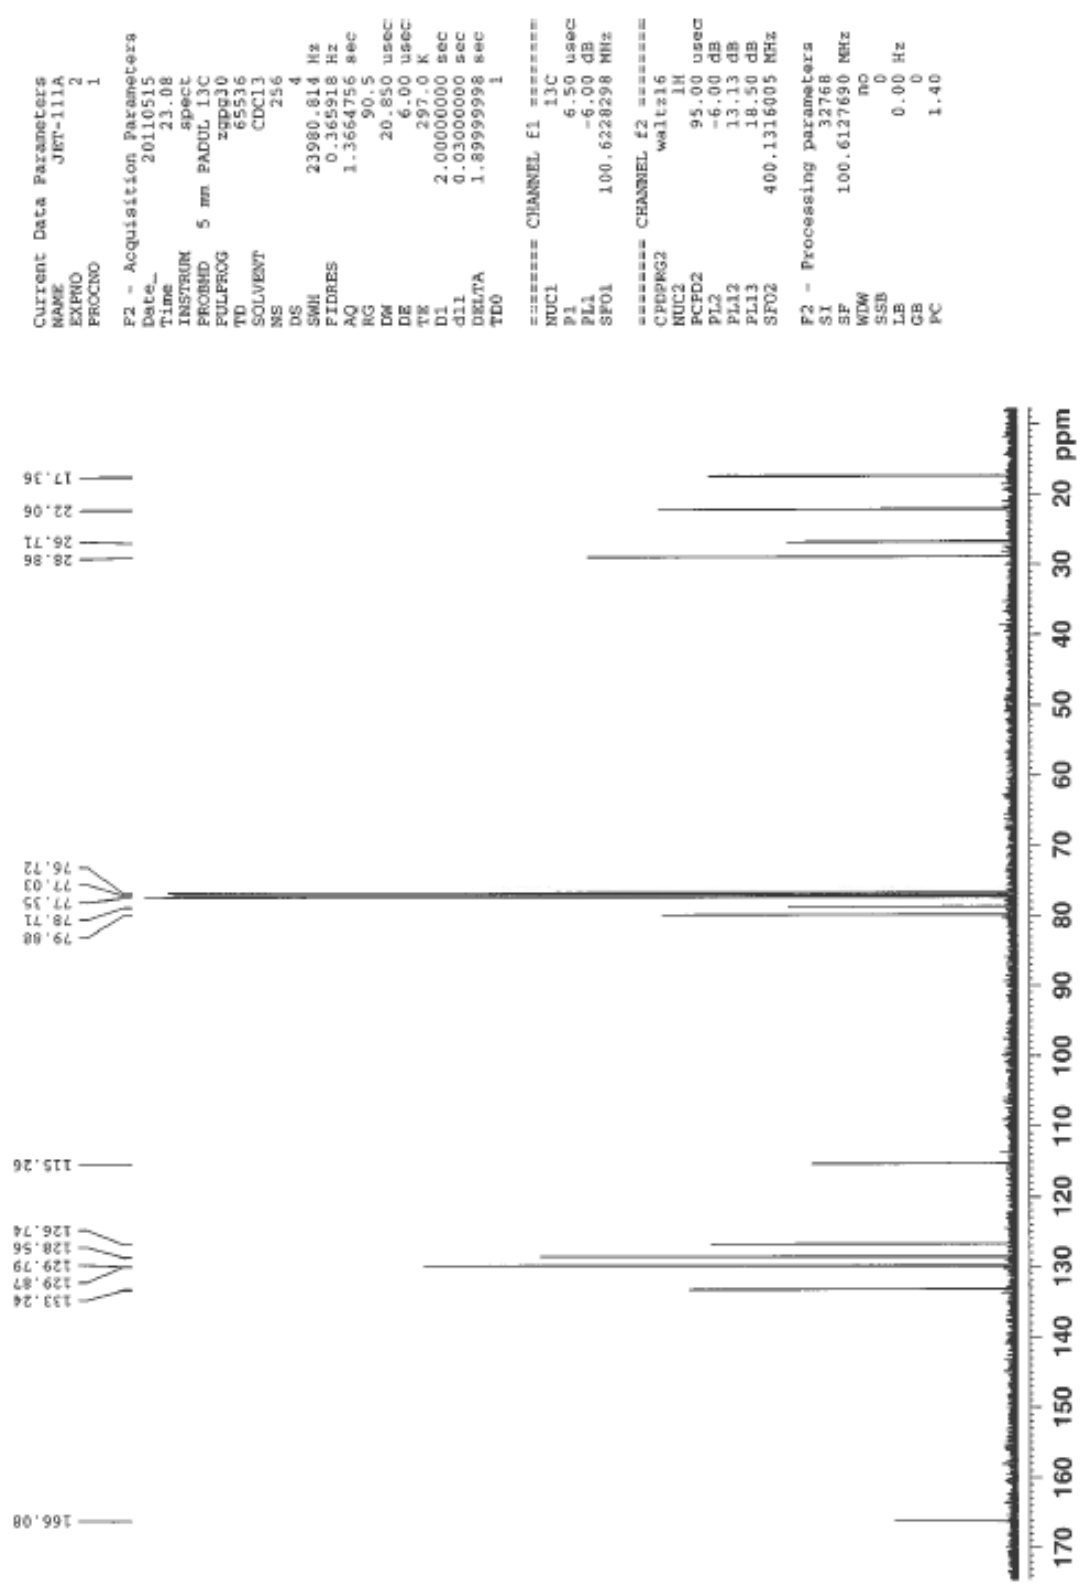 Current Data Parameters
NAME JRT-111A
EXPNO 2
PROCNO 1
F2 - Acquisition Parameters
Date_ 20110515
Time 23.08
INSTRUM spect
PROBHD 5 mm PADUL 13C
PULPROG zgpg30
TD 65536
SOLVENT CDCl3
NS 256
DS 4
SWH 23980.814 Hz
FIDRES 0.365918 Hz
AQ 1.3664756 sec
RG 90.5
DW 20.850 usec
DE 6.00 usec
TE 297.0 K
D1 2.00000000 sec
d11 0.03000000 sec
DELTA 1.89999998 sec
TD0 1
======== CHANNEL f1 ========
NUC1 13C
P1 6.50 usec
PL1 -6.00 dB
SFO1 100.6228298 MHz
======== CHANNEL f2 ========
CPDPRG2 waltz16
NUC2 1H
PCPD2 95.00 usec
PL2 -6.00 dB
PL12 13.13 dB
PL13 18.50 dB
SFO2 400.1316005 MHz
F2 - Processing parameters
SI 32768
SF 100.6127690 MHz
WDW no
SSB 0
LB 0.00 Hz
GB 0
PC 1.40
166.08
133.24
129.87
129.79
128.56
126.74
115.26
79.88
78.71
77.35
77.03
76.72
28.86
26.71
22.06
17.36
170 160 150 140 130 120 110 100 90 80 70 60 50 40 30 20 ppm